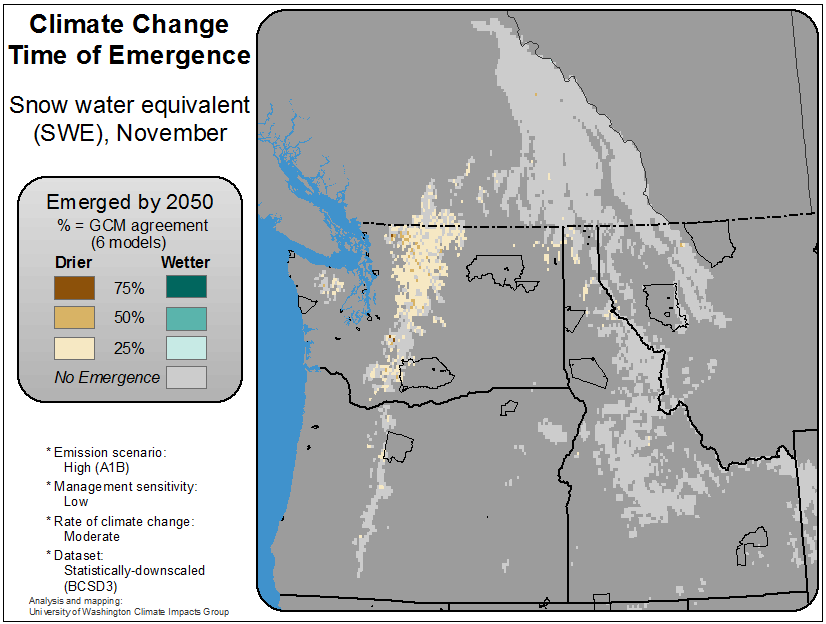 Climate Change
Time of Emergence
Snow water equivalent
(SWE), November
Emerged by 2050
% = GCM agreement
(6 models)
Drier Wetter
75%
50%
25%
No Emergence
* Emission scenario:
High (A1B)
* Management sensitivity:
Low
* Rate of climate change:
Moderate
* Dataset:
Statistically-downscaled
(BCSD3)
Analysis and mapping:
University of Washington Climate Impacts Group